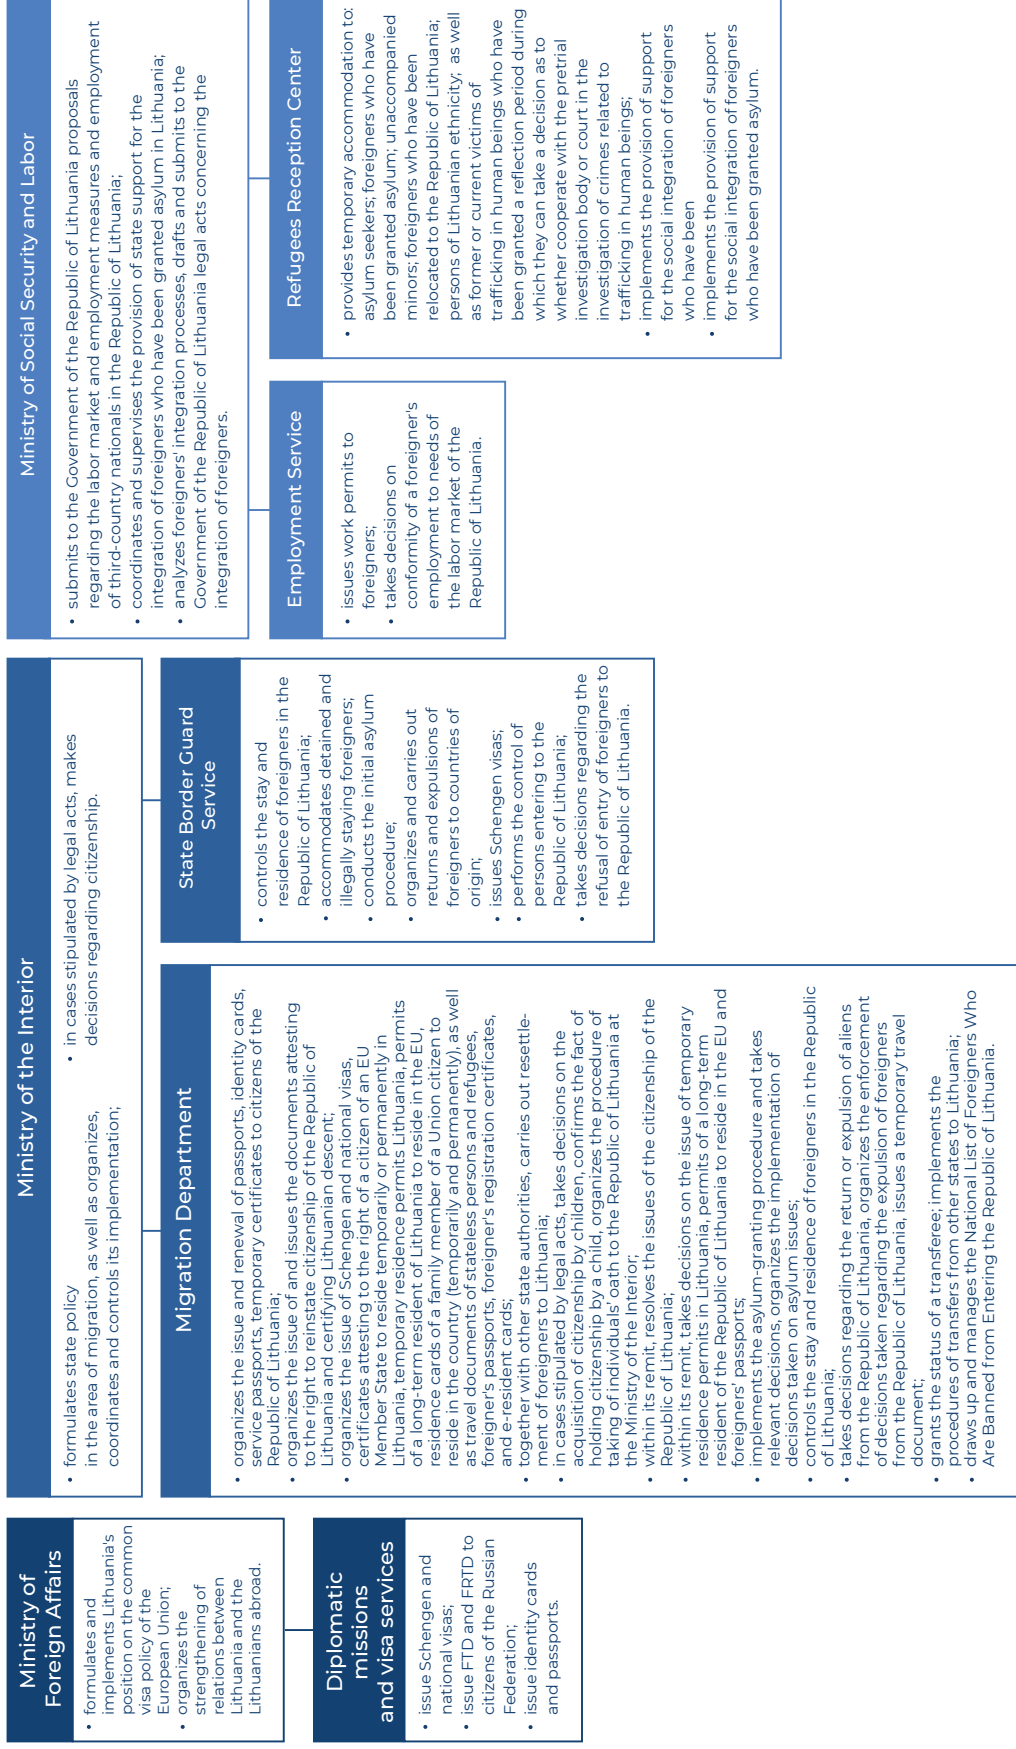 Ministry of
Foreign Affairs
• formulates and
implements Lithuania's
position on the common
visa policy of the
European Union;
• organizes the
strengthening of
relations between
Lithuania and the
Lithuanians abroad.
Diplomatic
missions
and visa services
• issue Schengen and
national visas;
• issue FTD and FRTD to
citizens of the Russian
Federation;
• issue identity cards
and passports.
Ministry of the Interior
• formulates state policy
in the area of migration, as well as organizes,
coordinates and controls its implementation;
• in cases stipulated by legal acts, makes
decisions regarding citizenship.
Migration Department
• organizes the issue and renewal of passports, identity cards,
service passports, temporary certificates to citizens of the
Republic of Lithuania;
• organizes the issue of and issues the documents attesting
to the right to reinstate citizenship of the Republic of
Lithuania and certifying Lithuanian descent;
• organizes the issue of Schengen and national visas,
certificates attesting to the right of a citizen of an EU
Member State to reside temporarily or permanently in
Lithuania, temporary residence permits Lithuania, permits
of a long-term resident of Lithuania to reside in the EU,
residence cards of a family member of a Union citizen to
reside in the country (temporarily and permanently), as well
as travel documents of stateless persons and refugees,
foreigner's passports, foreigner's registration certificates,
and e-resident cards;
• together with other state authorities, carries out resettle-
ment of foreigners to Lithuania;
• in cases stipulated by legal acts, takes decisions on the
acquisition of citizenship by children, confirms the fact of
holding citizenship by a child, organizes the procedure of
taking of individuals' oath to the Republic of Lithuania at
the Ministry of the Interior;
• within its remit, resolves the issues of the citizenship of the
Republic of Lithuania;
• within its remit, takes decisions on the issue of temporary
residence permits in Lithuania, permits of a long-term
resident of the Republic of Lithuania to reside in the EU and
foreigners' passports;
• implements the asylum-granting procedure and takes
relevant decisions, organizes the implementation of
decisions taken on asylum issues;
• controls the stay and residence of foreigners in the Republic
of Lithuania;
• takes decisions regarding the return or expulsion of aliens
from the Republic of Lithuania, organizes the enforcement
of decisions taken regarding the expulsion of foreigners
from the Republic of Lithuania, issues a temporary travel
document;
• grants the status of a transferee; implements the
procedures of transfers from other states to Lithuania;
• draws up and manages the National List of Foreigners Who
Are Banned from Entering the Republic of Lithuania.
State Border Guard
Service
• controls the stay and
residence of foreigners in the
Republic of Lithuania;
• accommodates detained and
illegally staying foreigners;
• conducts the initial asylum
procedure;
• organizes and carries out
returns and expulsions of
foreigners to countries of
origin;
• issues Schengen visas;
• performs the control of
persons entering to the
Republic of Lithuania;
• takes decisions regarding the
refusal of entry of foreigners to
the Republic of Lithuania.
Ministry of Social Security and Labor
• submits to the Government of the Republic of Lithuania proposals
regarding the labor market and employment measures and employment
of third-country nationals in the Republic of Lithuania;
• coordinates and supervises the provision of state support for the
integration of foreigners who have been granted asylum in Lithuania;
• analyzes foreigners' integration processes, drafts and submits to the
Government of the Republic of Lithuania legal acts concerning the
integration of foreigners.
Employment Service
• issues work permits to
foreigners;
• takes decisions on
conformity of a foreigner's
employment to needs of
the labor market of the
Republic of Lithuania.
Refugees Reception Center
• provides temporary accommodation to:
asylum seekers; foreigners who have
been granted asylum; unaccompanied
minors; foreigners who have been
relocated to the Republic of Lithuania;
persons of Lithuanian ethnicity; as well
as former or current victims of
trafficking in human beings who have
been granted a reflection period during
which they can take a decision as to
whether cooperate with the pretrial
investigation body or court in the
investigation of crimes related to
trafficking in human beings;
• implements the provision of support
for the social integration of foreigners
who have been
• implements the provision of support
for the social integration of foreigners
who have been granted asylum.